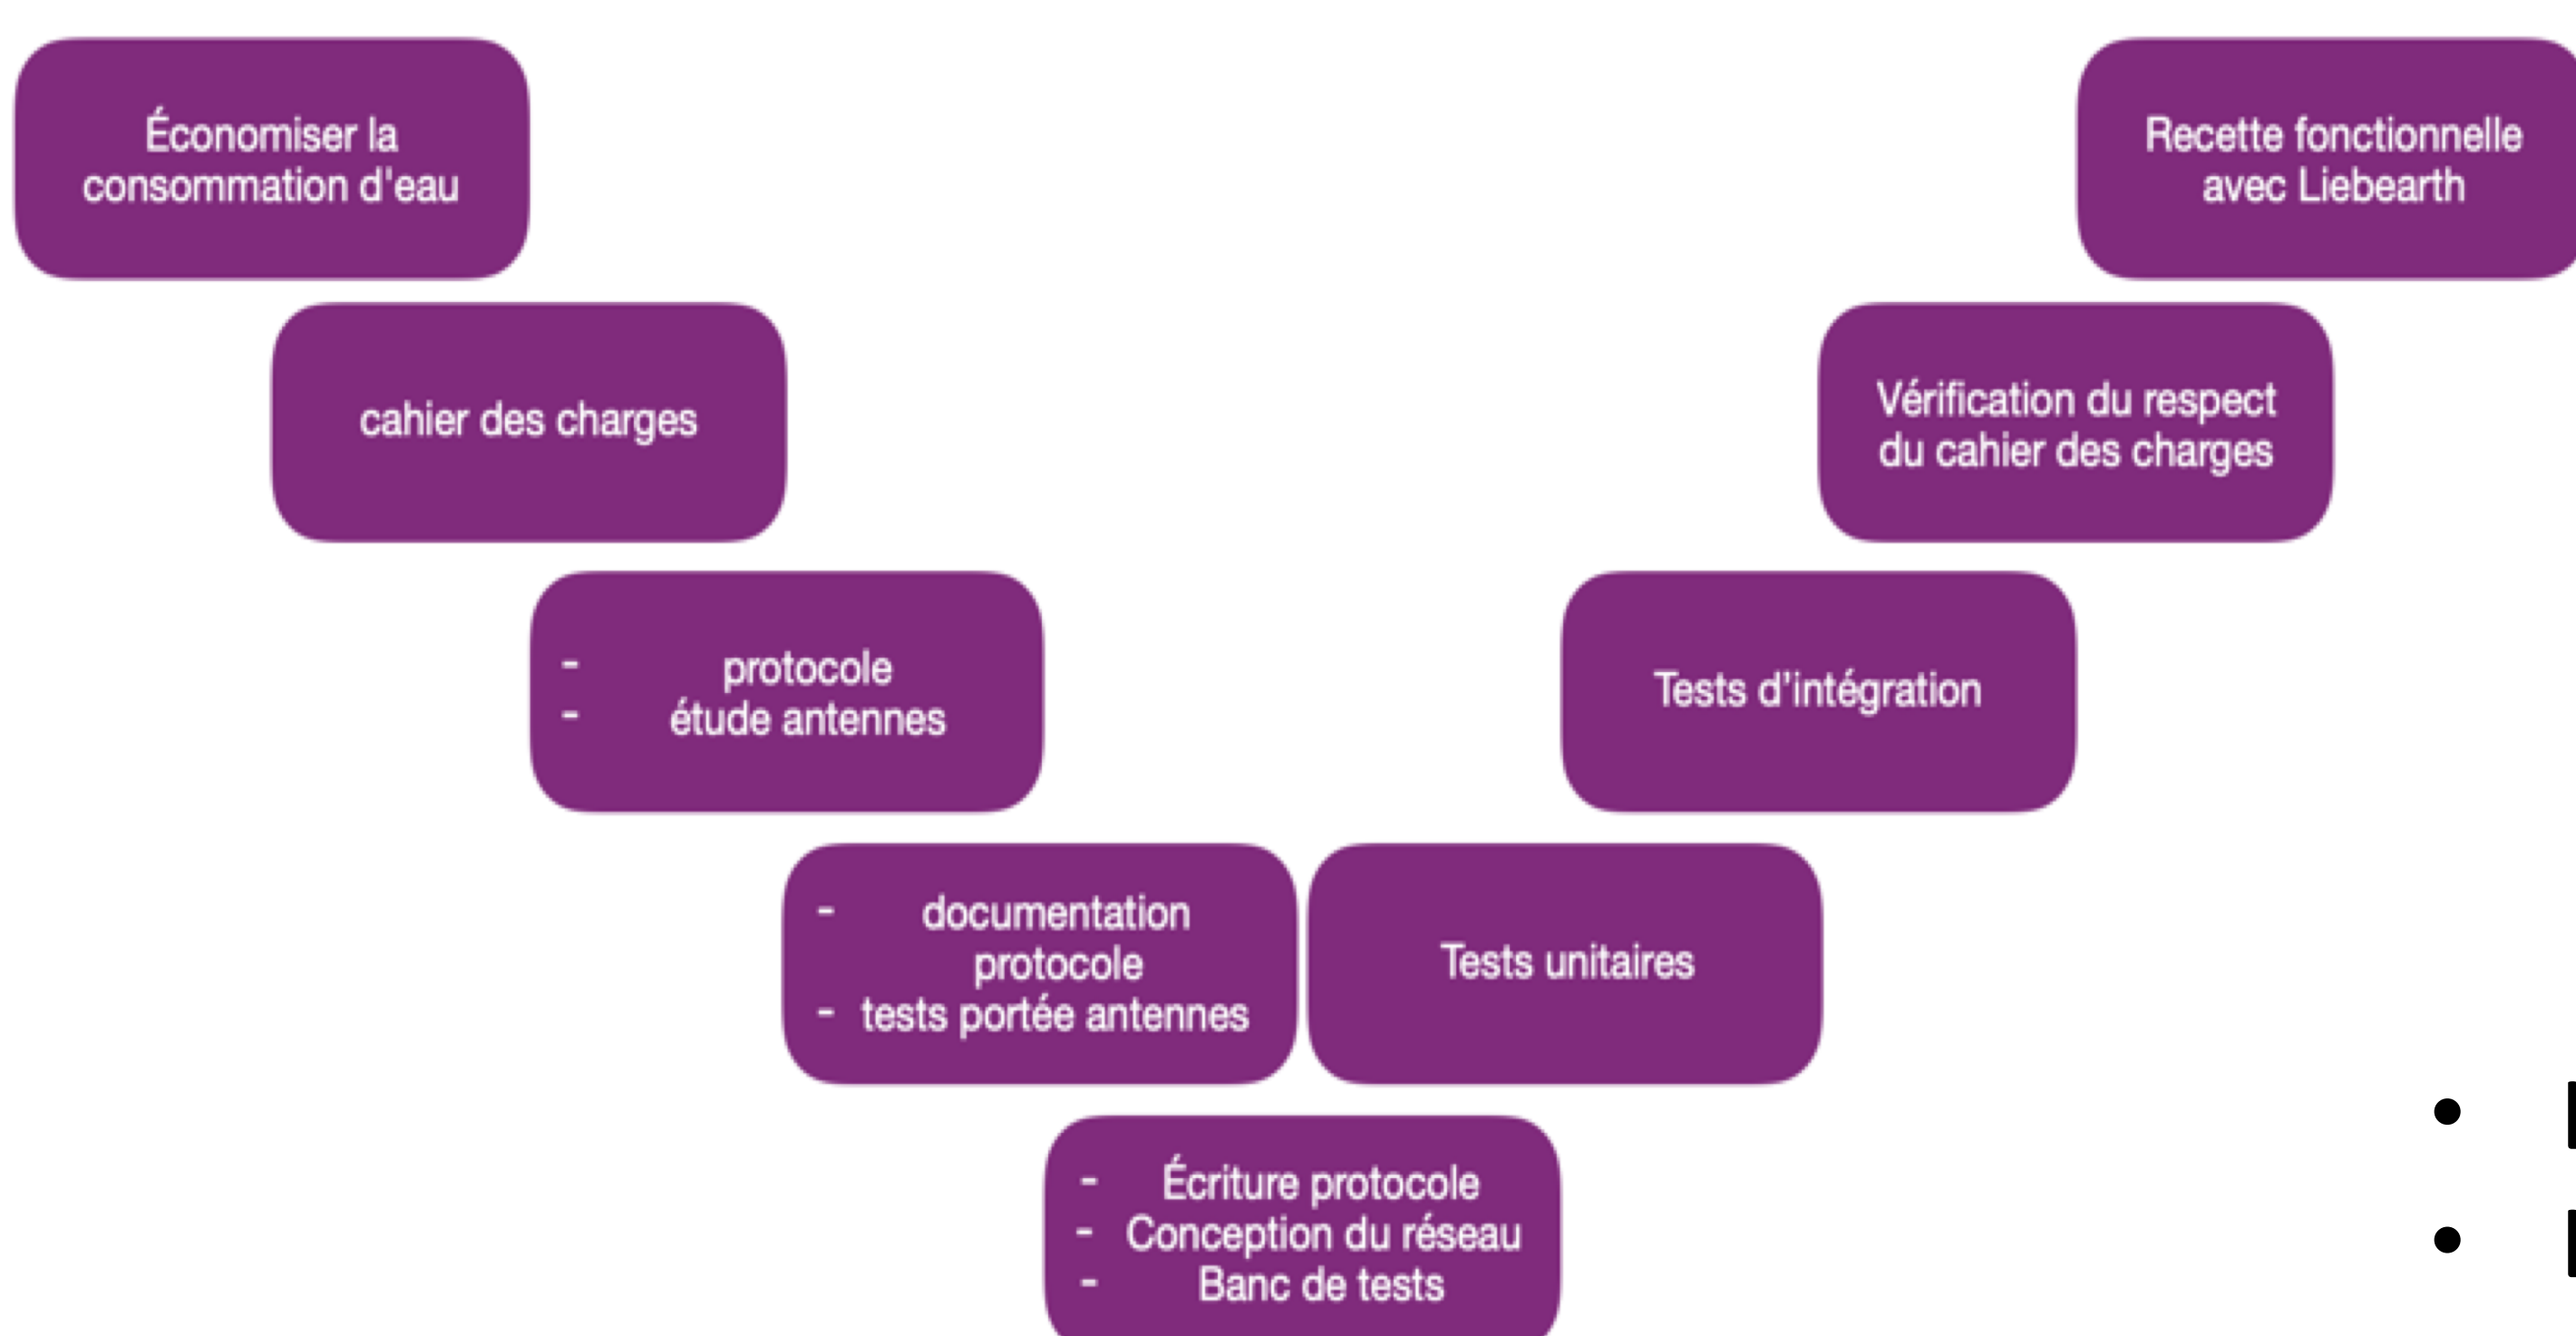 Économiser la
consommation d'eau
Recette fonctionnelle
avec Liebearth
cahier des charges
Vérification du respect
du cahier des charges
- protocole
- étude antennes
Tests d'intégration
- documentation
protocole
- tests portée antennes
Tests unitaires
- Écriture protocole
- Conception du réseau
- Banc de tests